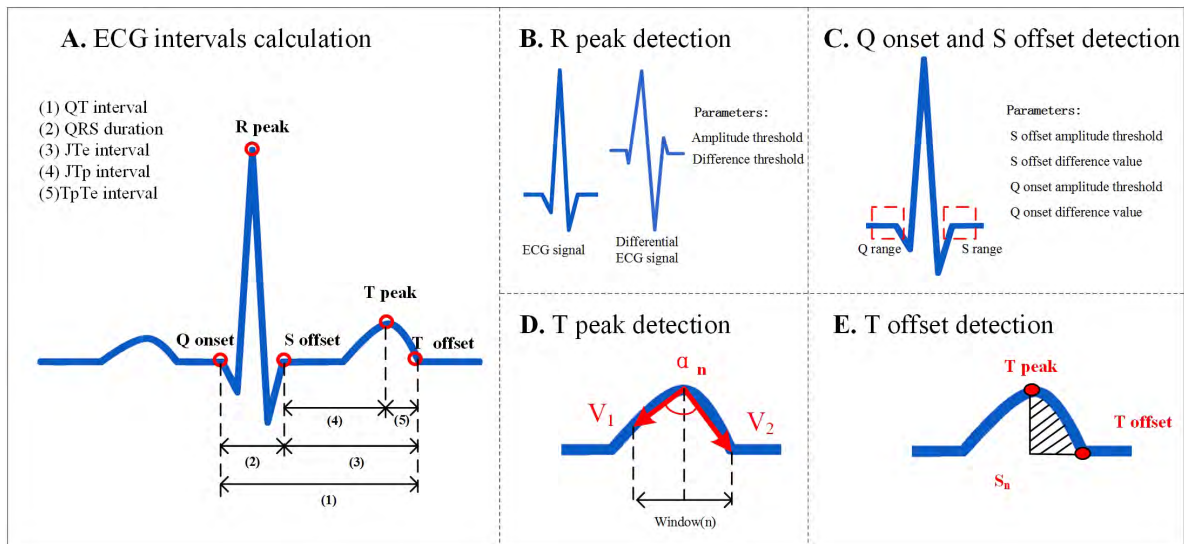 A. ECG intervals calculation
(1) QT interval
(2) QRS duration
(3) JTe interval
(4) JTp interval
(5)TpTe interval
R peak
T peak
Q onset
S offset
T offset
(4)
(5)
(2)
(3)
(1)
B. R peak detection
Parameters:
Amplitude threshold
Difference threshold
ECG signal
Differential
ECG signal
C. Q onset and S offset detection
Parameters:
S offset amplitude threshold
S offset difference value
Q onset amplitude threshold
Q onset difference value
Q range
S range
D. T peak detection
α n
V1
V2
Window(n)
E. T offset detection
T peak
T offset
Sn